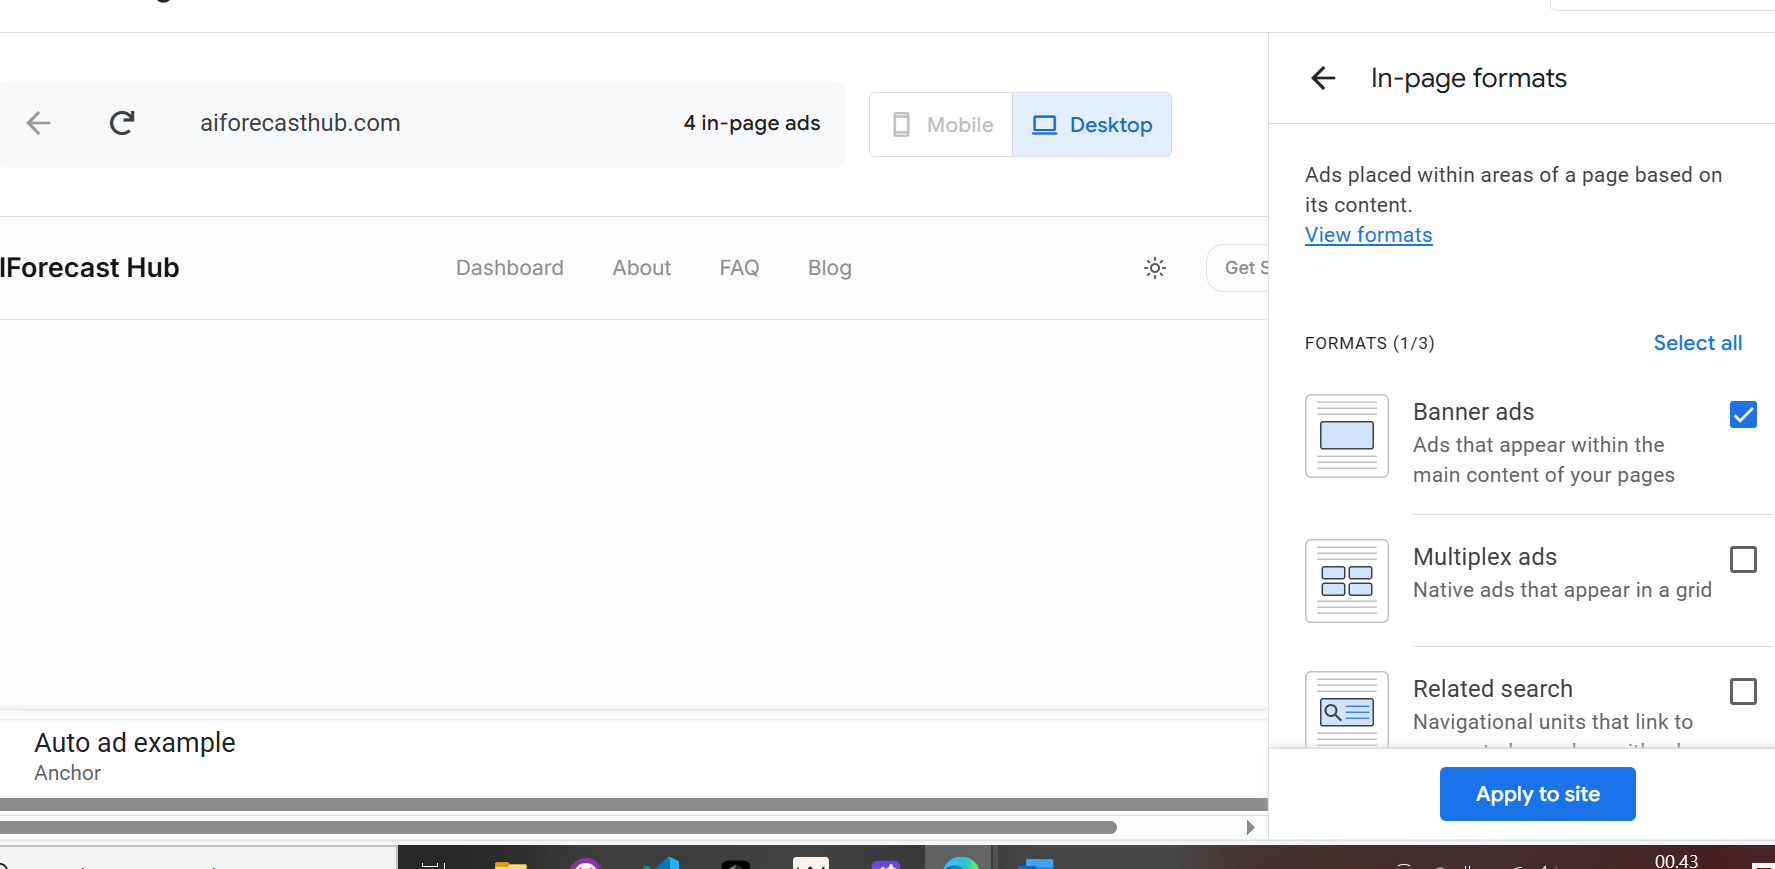 aiforecasthub.com
4 in-page ads
Mobile
Desktop
In-page formats
Ads placed within areas of a page based on
its content.
View formats
IForecast Hub
Dashboard
About
FAQ
Blog
Get S
FORMATS (1/3)
Select all
Banner ads
Ads that appear within the
main content of your pages
Multiplex ads
Native ads that appear in a grid
Related search
Navigational units that link to
Auto ad example
Anchor
Apply to site
00.43